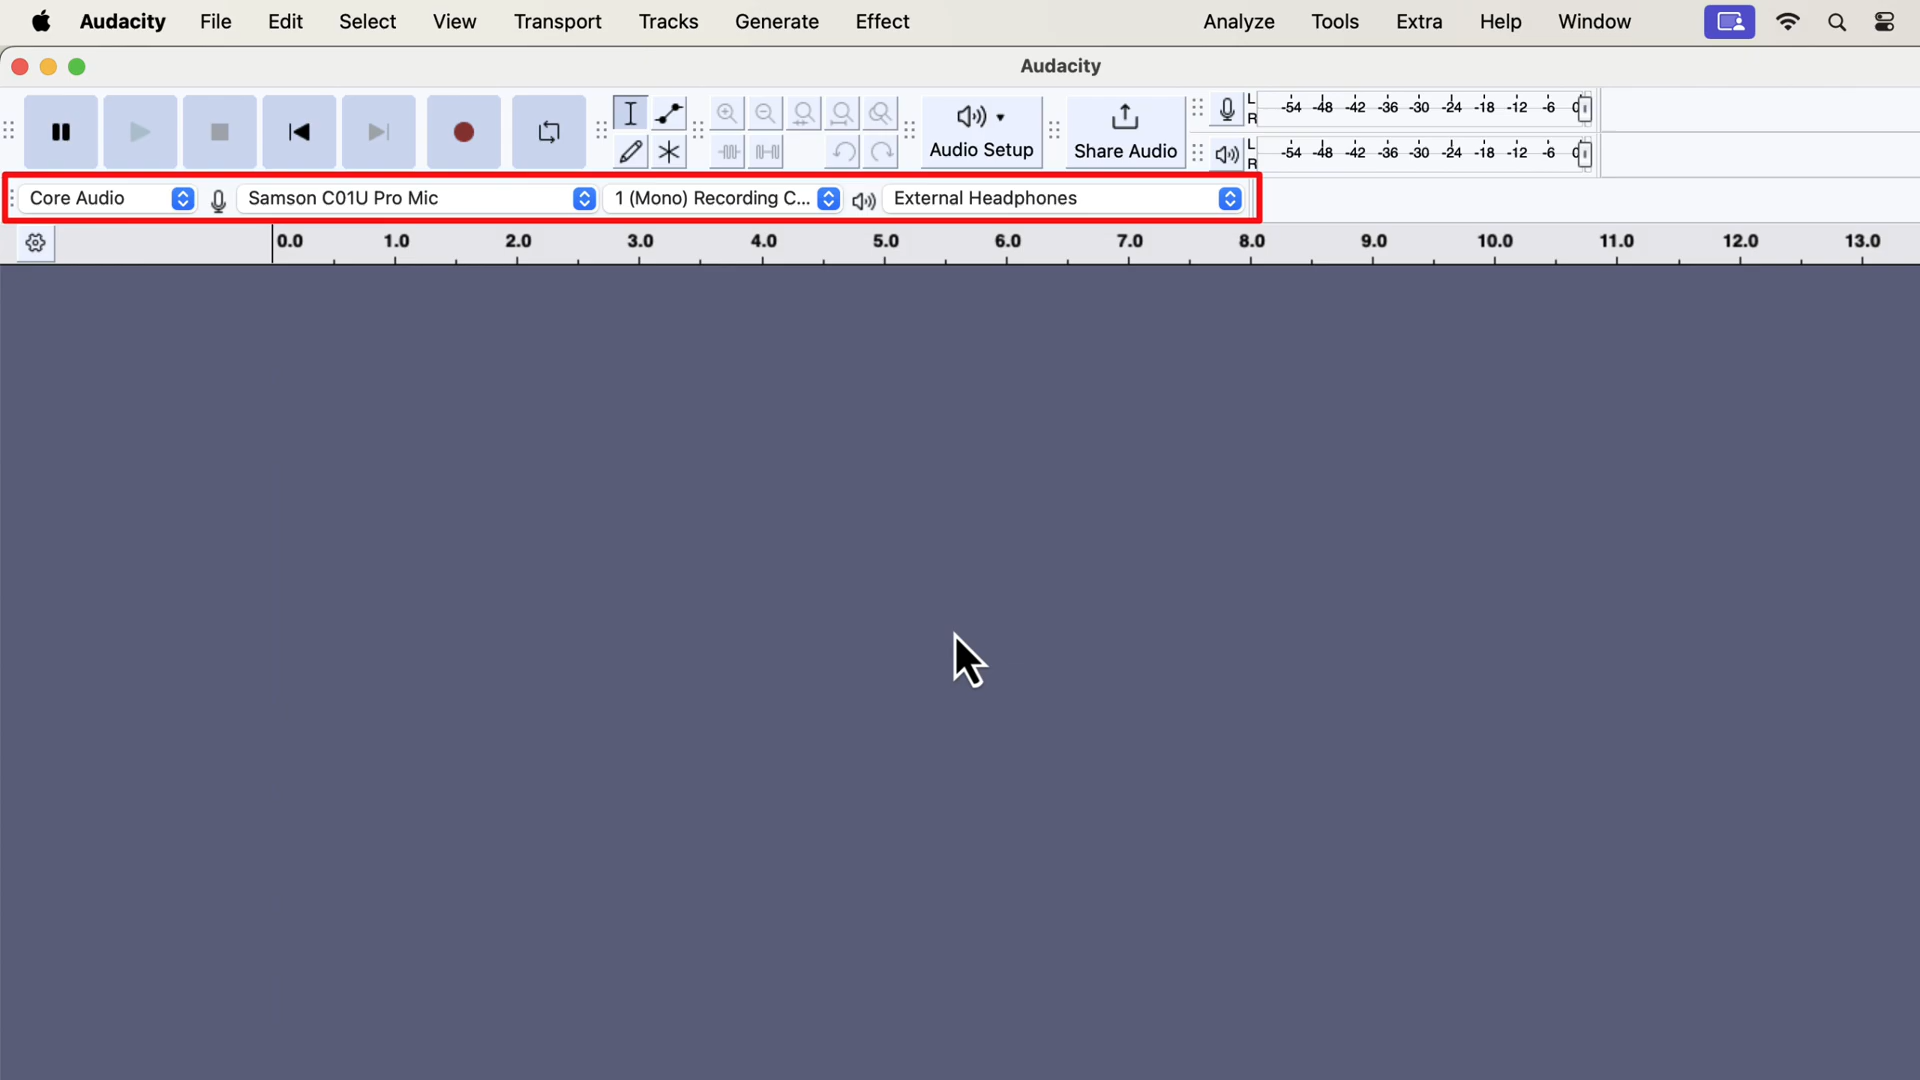 Audacity File Edit Select View Transport Tracks Generate Effect Analyze Tools Extra Help Window
Audacity
L -54 -48 -42 -36 -30 -24 -18 -12 -6 0
R
Audio Setup
Share Audio
L -54 -48 -42 -36 -30 -24 -18 -12 -6 0
R
Core Audio Samson C01U Pro Mic 1 (Mono) Recording C... External Headphones
0.0 1.0 2.0 3.0 4.0 5.0 6.0 7.0 8.0 9.0 10.0 11.0 12.0 13.0